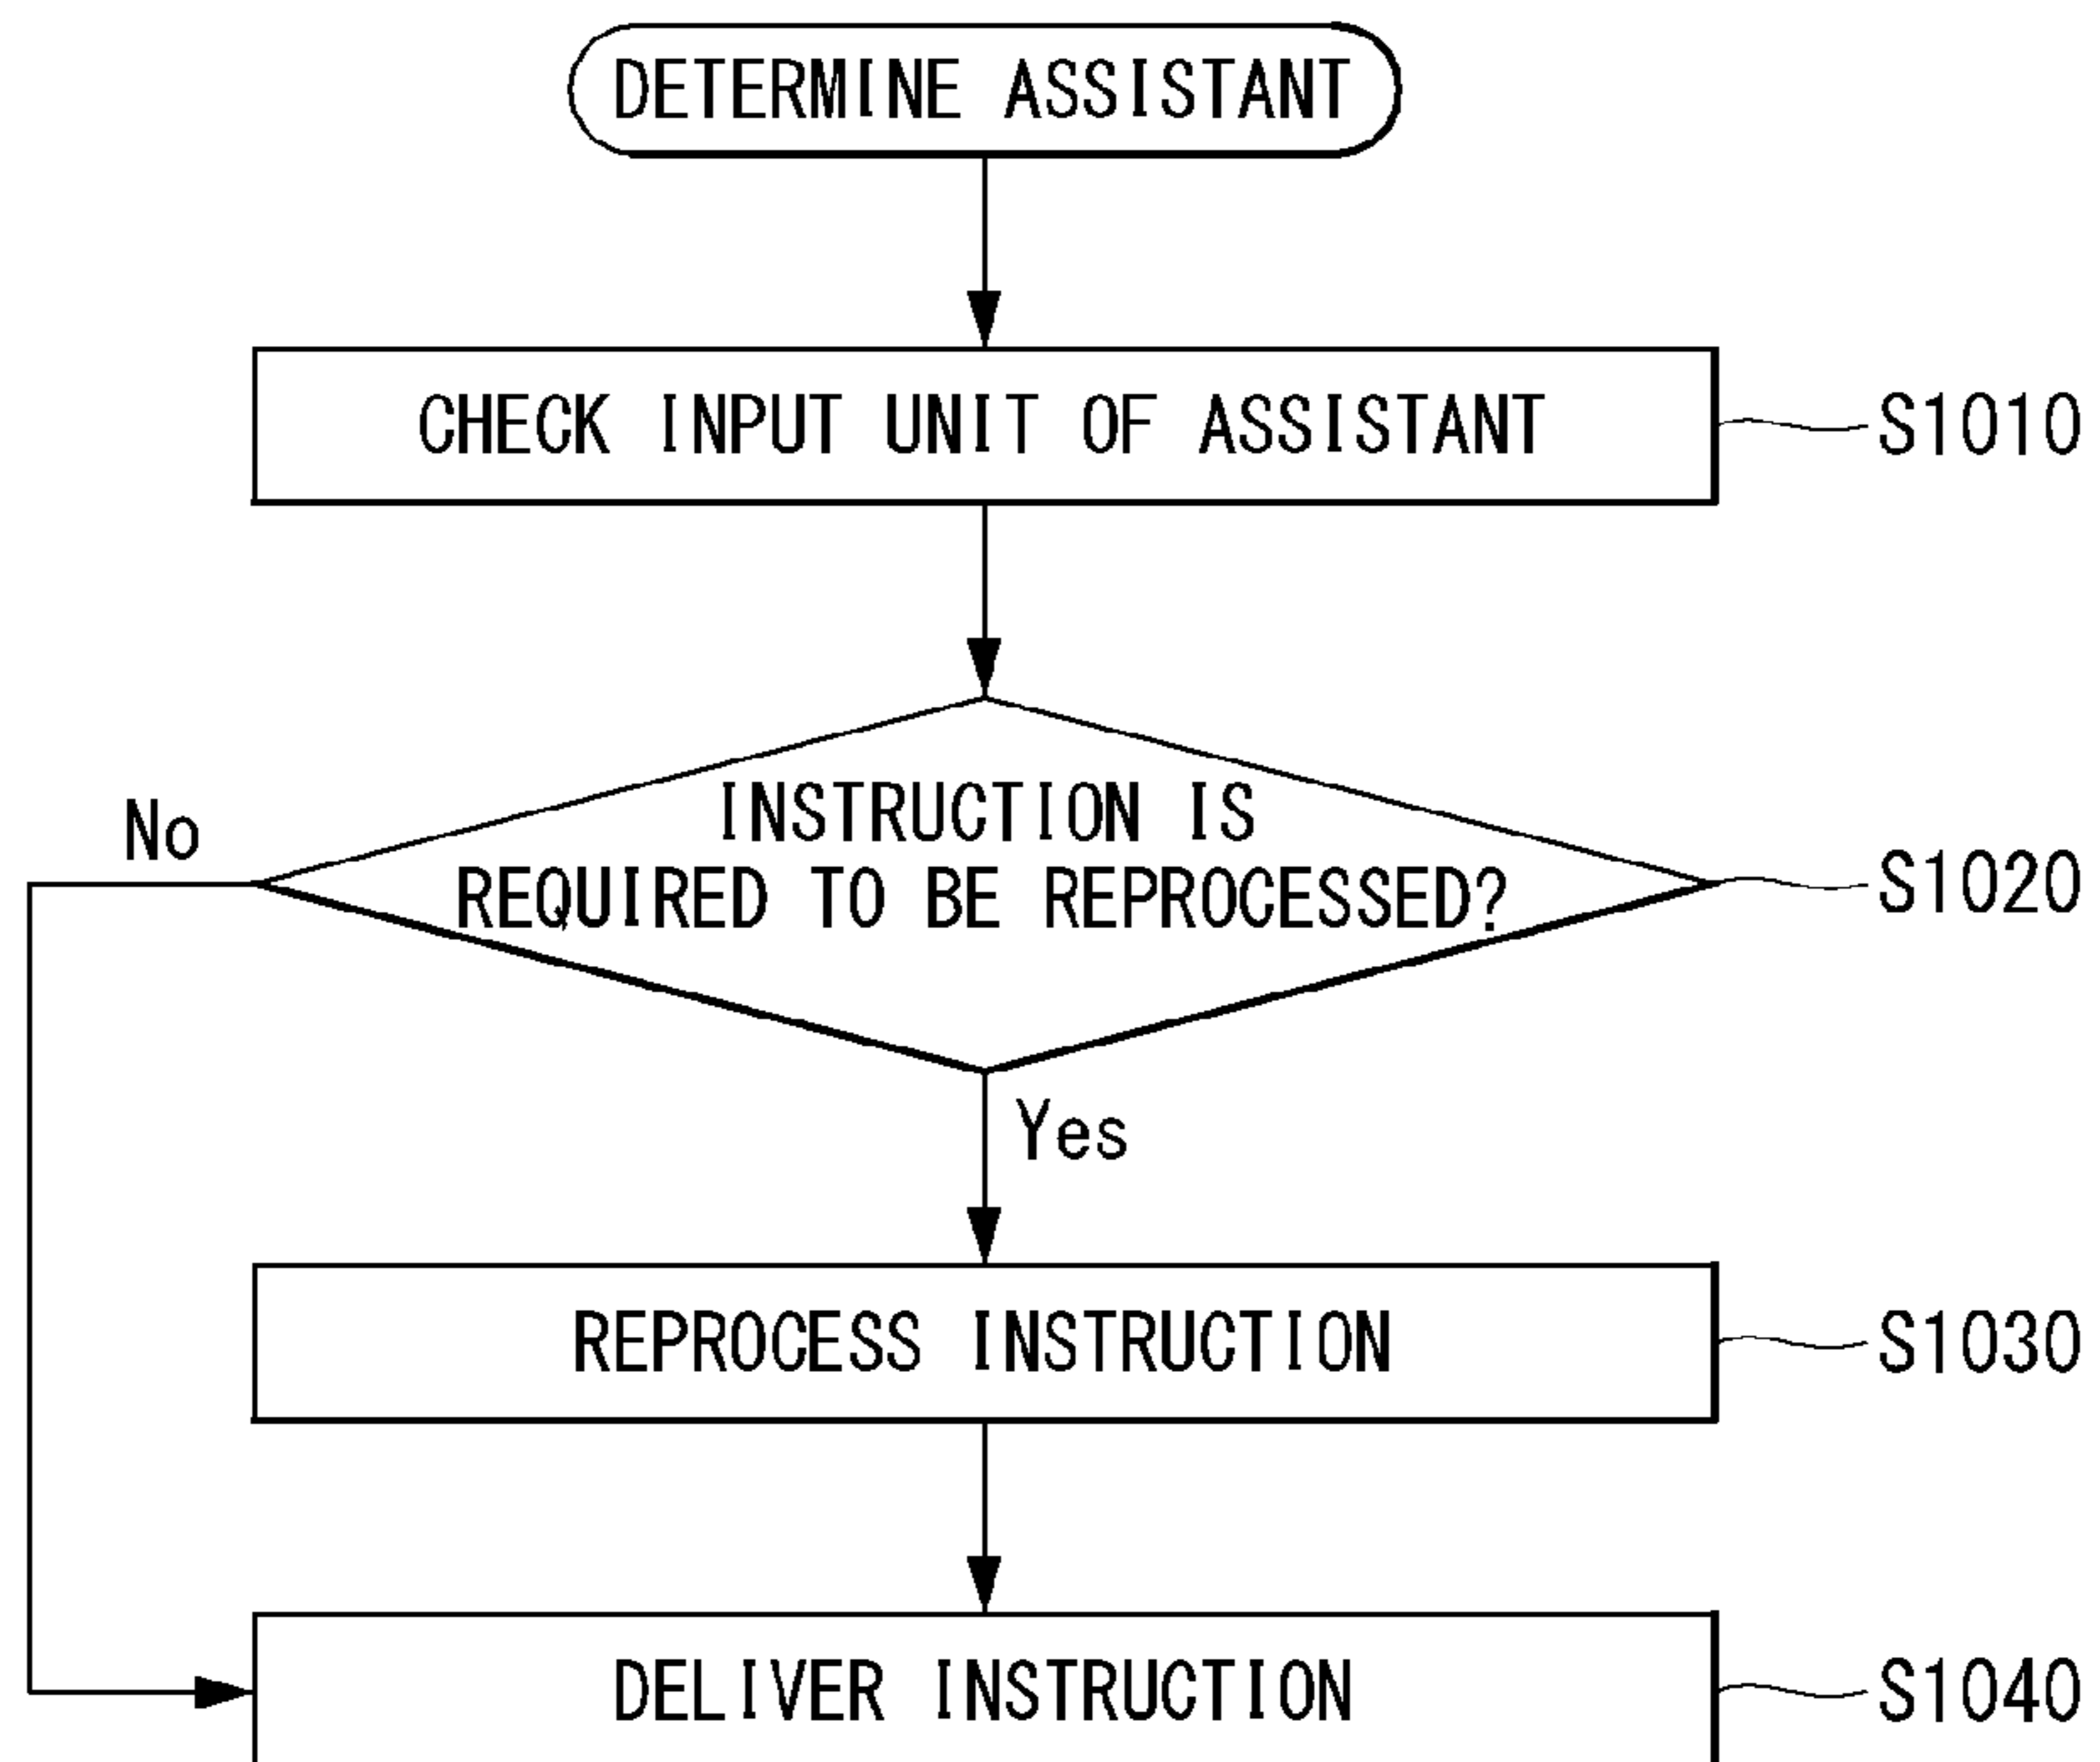 DETERMINE ASSISTANT
CHECK INPUT UNIT OF ASSISTANT
S1010
INSTRUCTION IS
REQUIRED TO BE REPROCESSED?
S1020
No
Yes
REPROCESS INSTRUCTION
S1030
DELIVER INSTRUCTION
S1040